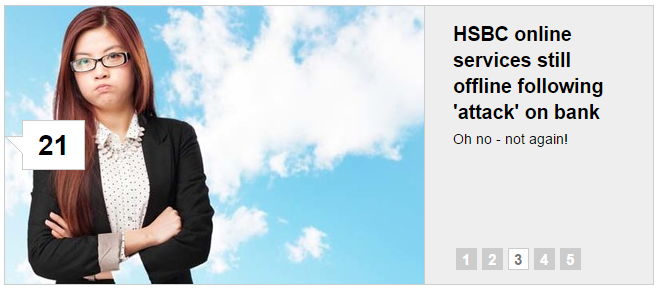 21
HSBC online
services still
offline following
'attack' on bank
Oh no - not again!
1 2 3 4 5